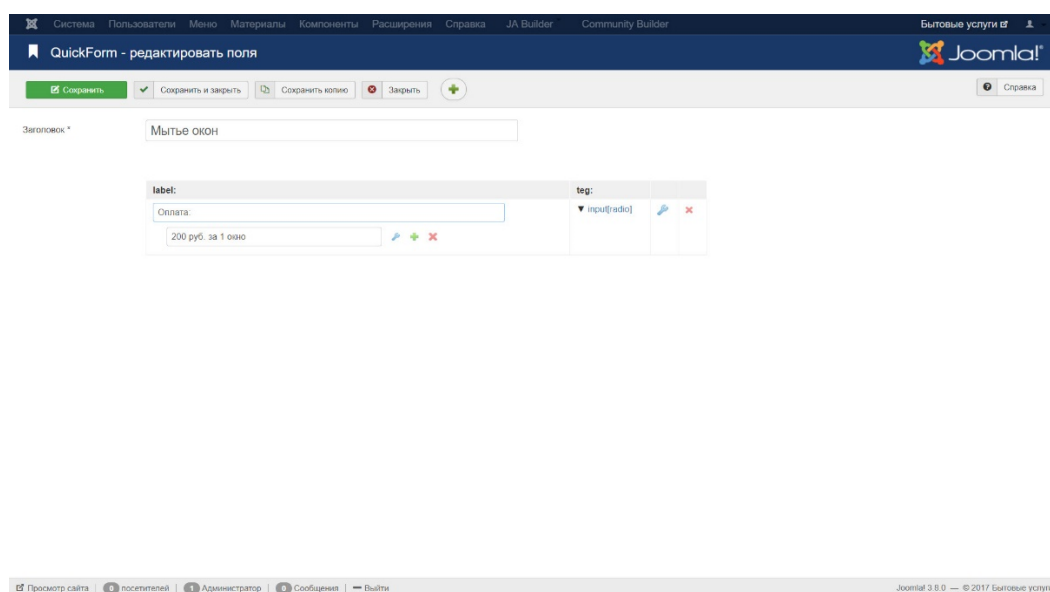 Система Пользователи Меню Материалы Компоненты Расширения Справка JA Builder Community Builder Бытовые услуги
QuickForm - редактировать поля Joomla!®
Сохранить Сохранить и закрыть Сохранить копию Закрыть Справка
Заголовок * Мытье окон
label: teg:
Оплата: ▼ input[radio]
200 руб. за 1 окно
Просмотр сайта | 0 посетителей | 1 Администратор | 0 Сообщения | Выйти Joomla! 3.8.0 — © 2017 Бытовые услуги